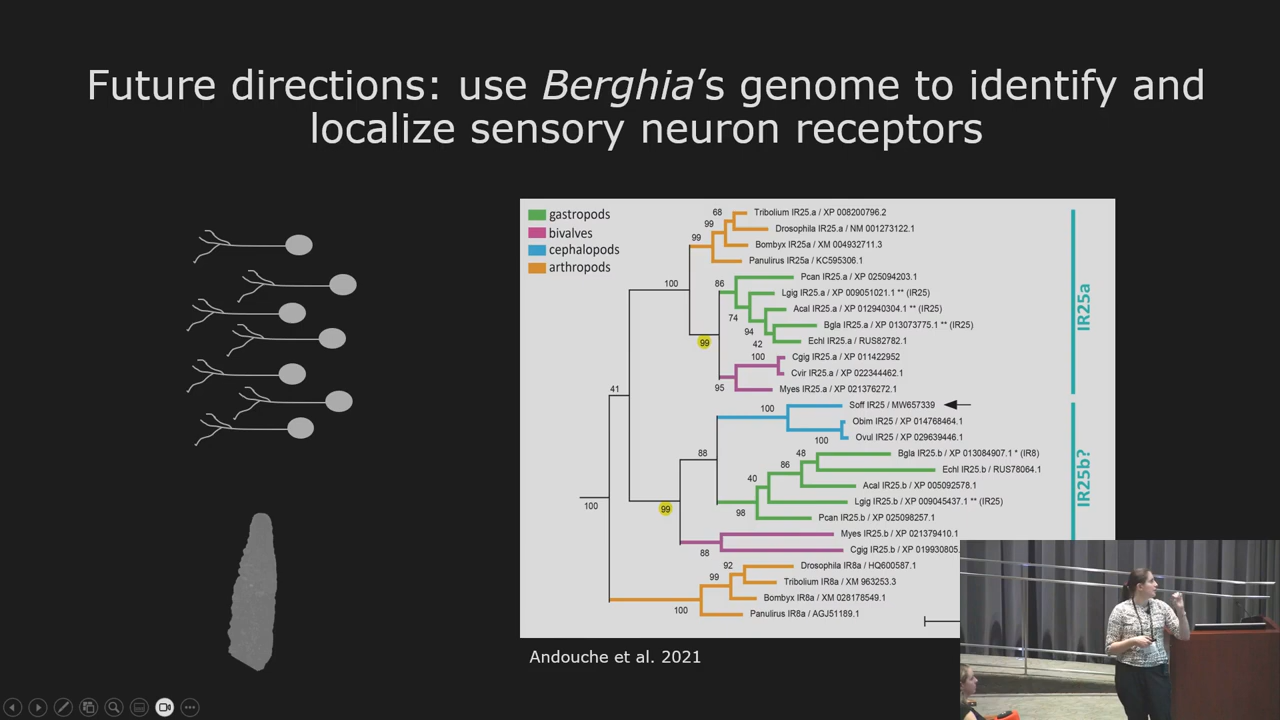 Future directions: use Berghia's genome to identify and
localize sensory neuron receptors
gastropods
bivalves
cephalopods
arthropods
68
Tribolium IR25.a / XP 008200796.2
99
Drosophila IR25.a / NM 001273122.1
99
Bombyx IR25a / XM 004932711.3
Panulirus IR25a / KC595306.1
100
86
Pcan IR25.a / XP 025094203.1
Lgig IR25.a / XP 009051021.1 ** (IR25)
Acal IR25.a / XP 012940304.1 ** (IR25)
74
Bgla IR25.a / XP 013073775.1 ** (IR25)
94
99
42
Echl IR25.a / RUS82782.1
100
Cgig IR25.a / XP 011422952
Cvir IR25.a / XP 022344462.1
95
Myes IR25.a / XP 021376272.1
IR25a
41
100
Soff IR25 / MW657339
Obim IR25 / XP 014768464.1
100
Ovul IR25 / XP 029639446.1
88
48
Bgla IR25.b / XP 013084907.1 * (IR8)
86
Echl IR25.b / RUS78064.1
40
Acal IR25.b / XP 005092578.1
Lgig IR25.b / XP 009045437.1 ** (IR25)
99
98
Pcan IR25.b / XP 025098257.1
100
Myes IR25.b / XP 021379410.1
88
Cgig IR25.b / XP 019930805.
IR25b?
92
Drosophila IR8a / HQ600587.1
99
Tribolium IR8a / XM 963253.3
Bombyx IR8a / XM 028178549.1
100
Panulirus IR8a / AGJ51189.1
Andouche et al. 2021